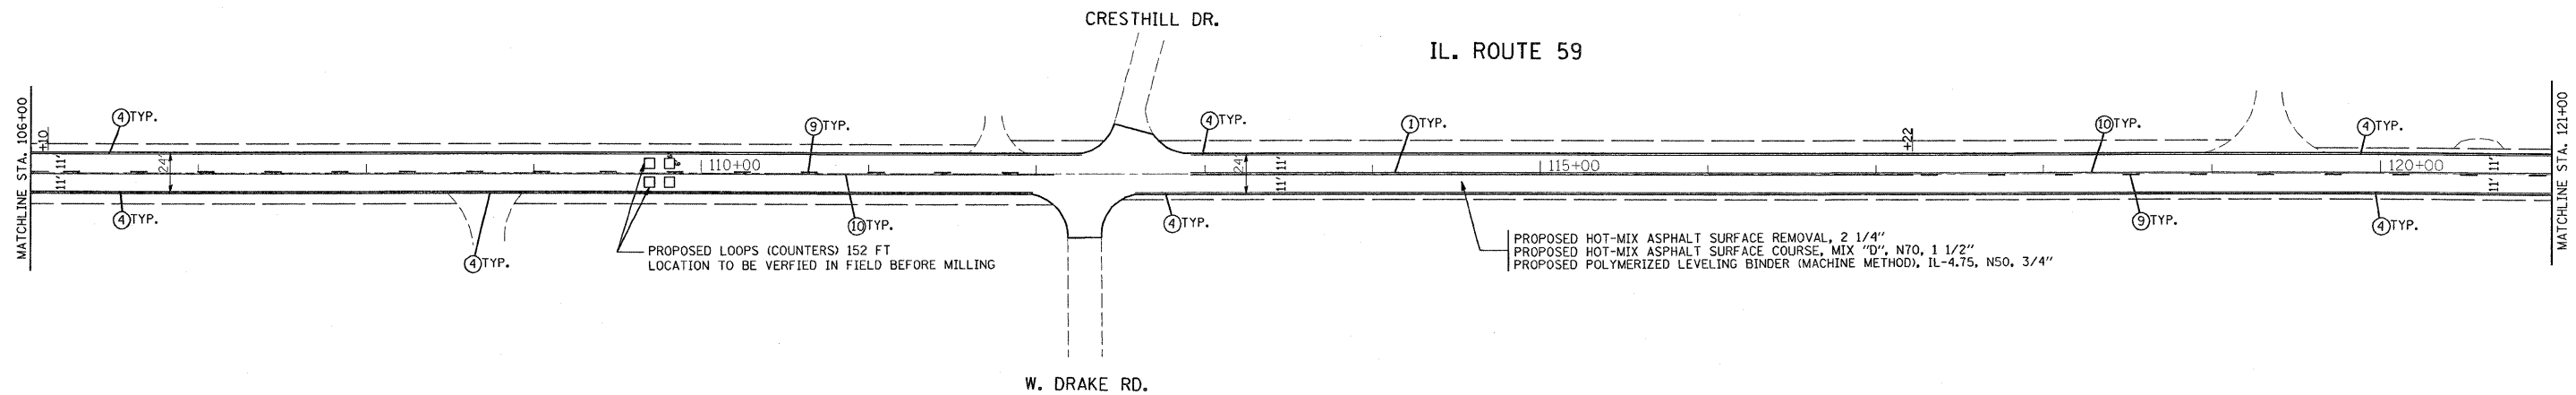 CRESTHILL DR.
IL. ROUTE 59
MATCHLINE STA. 106+00
+10
4 TYP.
9 TYP.
4 TYP.
1 TYP.
+22
10 TYP.
4 TYP.
MATCHLINE STA. 121+00
11' 11'
24'
110+00
24'
11' 11'
115+00
120+00
11' 11'
4 TYP.
4 TYP.
10 TYP.
4 TYP.
9 TYP.
4 TYP.
PROPOSED LOOPS (COUNTERS) 152 FT
LOCATION TO BE VERFIED IN FIELD BEFORE MILLING
PROPOSED HOT-MIX ASPHALT SURFACE REMOVAL, 2 1/4"
PROPOSED HOT-MIX ASPHALT SURFACE COURSE, MIX "D", N70, 1 1/2"
PROPOSED POLYMERIZED LEVELING BINDER (MACHINE METHOD), IL-4.75, N50, 3/4"
W. DRAKE RD.